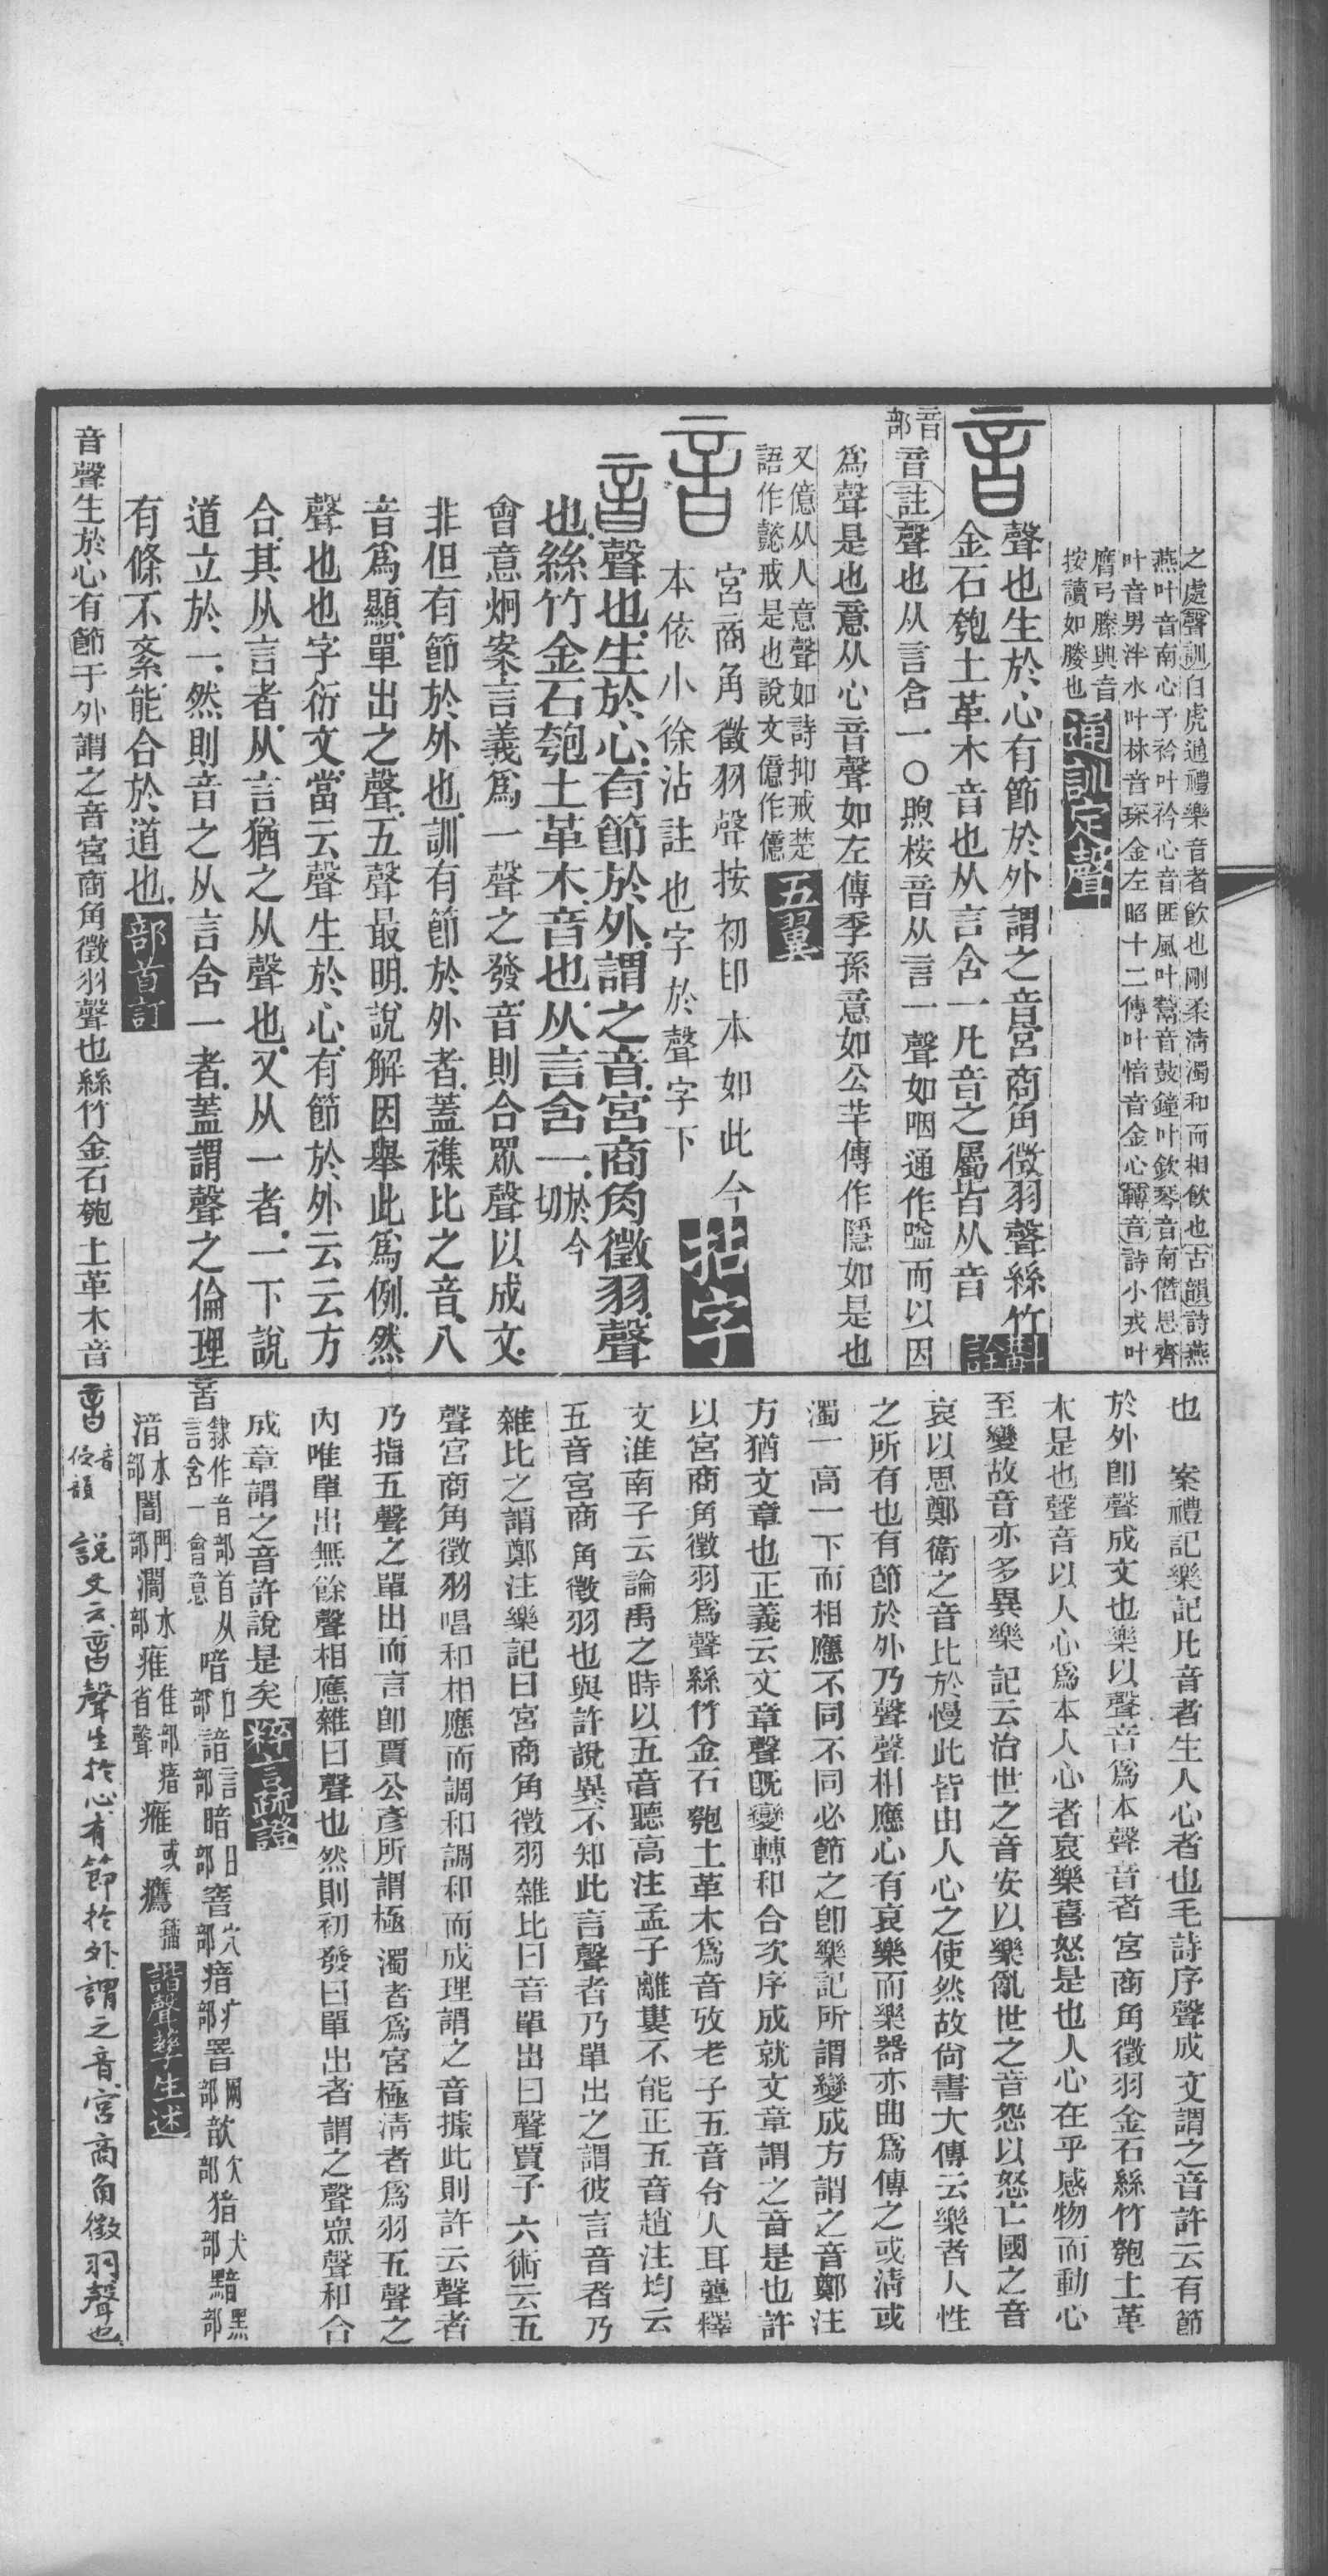 之處聲訓白虎通禮樂音者飲也剛柔淸濁和而相飲也古韻詩燕
燕叶音南心子衿叶衿心音匪風叶鬵音鼓鐘叶欽琴音南僭思齊
叶音男泮水叶林音琛金左昭十二傳叶愔音金心轉音詩小戎叶
膺弓縢興音
按讀如膡也
通訓定聲
音
聲也生於心有節於外謂之音宮商角徵羽聲絲竹
金石匏土革木音也从言含一凡音之屬皆从音
音部
音註聲也从言含一○煦桉音从言一聲如咽通作噎而以因
爲聲是也意从心音聲如左傳季孫意如公羊傳作隱如是也
又億从人意聲如詩抑戒楚
語作懿戒是也說文億作億
五翼
音
宮商角徵羽聲按初印本如此今
本依小徐沾註也字於聲字下
拈字
音聲也生於心有節於外謂之音宮商角徵羽聲
也絲竹金石匏土革木音也从言含一於今切
會意炯案言義爲一聲之發音則合眾聲以成文
非但有節於外也訓有節於外者蓋襍比之音八
音爲顯單出之聲五聲最明說解因舉此爲例然
聲也也字衍文當云聲生於心有節於外云云方
合其从言者从言猶之从聲也又从一者一下說
道立於一然則音之从言含一者蓋謂聲之倫理
有條不紊能合於道也
部首訂
音聲生於心有節于外謂之音宮商角徵羽聲也絲竹金石匏土革木音
也 案禮記樂記凡音者生人心者也毛詩序聲成文謂之音許云有節
於外卽聲成文也樂以聲音爲本聲音者宮商角徵羽金石絲竹匏土革
木是也聲音以人心爲本人心者哀樂喜怒是也人心在乎感物而動心
至變故音亦多異樂記云治世之音安以樂亂世之音怨以怒亡國之音
哀以思鄭衛之音比於慢此皆由人心之使然故尙書大傳云樂者人性
之所有也有節於外乃聲聲相應心有哀樂而樂器亦曲爲傳之或淸或
濁一高一下而相應不同不同必節之卽樂記所謂變成方謂之音鄭注
方猶文章也正義云文章聲旣變轉和合次序成就文章謂之音是也許
以宮商角徵羽爲聲絲竹金石匏土革木爲音攷老子五音令人耳聾釋
文淮南子云論禹之時以五音聽高注孟子離婁不能正五音趙注均云
五音宮商角徵羽也與許說異不知此言聲者乃單出之謂彼言音者乃
雜比之謂鄭注樂記曰宮商角徵羽雜比曰音單出曰聲賈子六術云五
聲宮商角徵羽唱和相應而調和調和而成理謂之音據此則許云聲者
乃指五聲之單出而言卽賈公彥所謂極濁者爲宮極淸者爲羽五聲之
內唯單出無餘聲相應雜曰聲也然則初發曰單出者謂之聲眾聲和合
成章謂之音許說是矣
粹言疏證
音隸作音部首从言含一會意 喑口部 諳言部 暗日部 窨穴部 瘖疒部 罯网部 歆欠部 猎犬部 黯黑部
湆水部 闇門部 濶水部 雁隹部瘖省聲 雁或 鷹籀
諧聲孳生述
音 音侵韻 說文云音聲生於心有節於外謂之音宮商角徵羽聲也